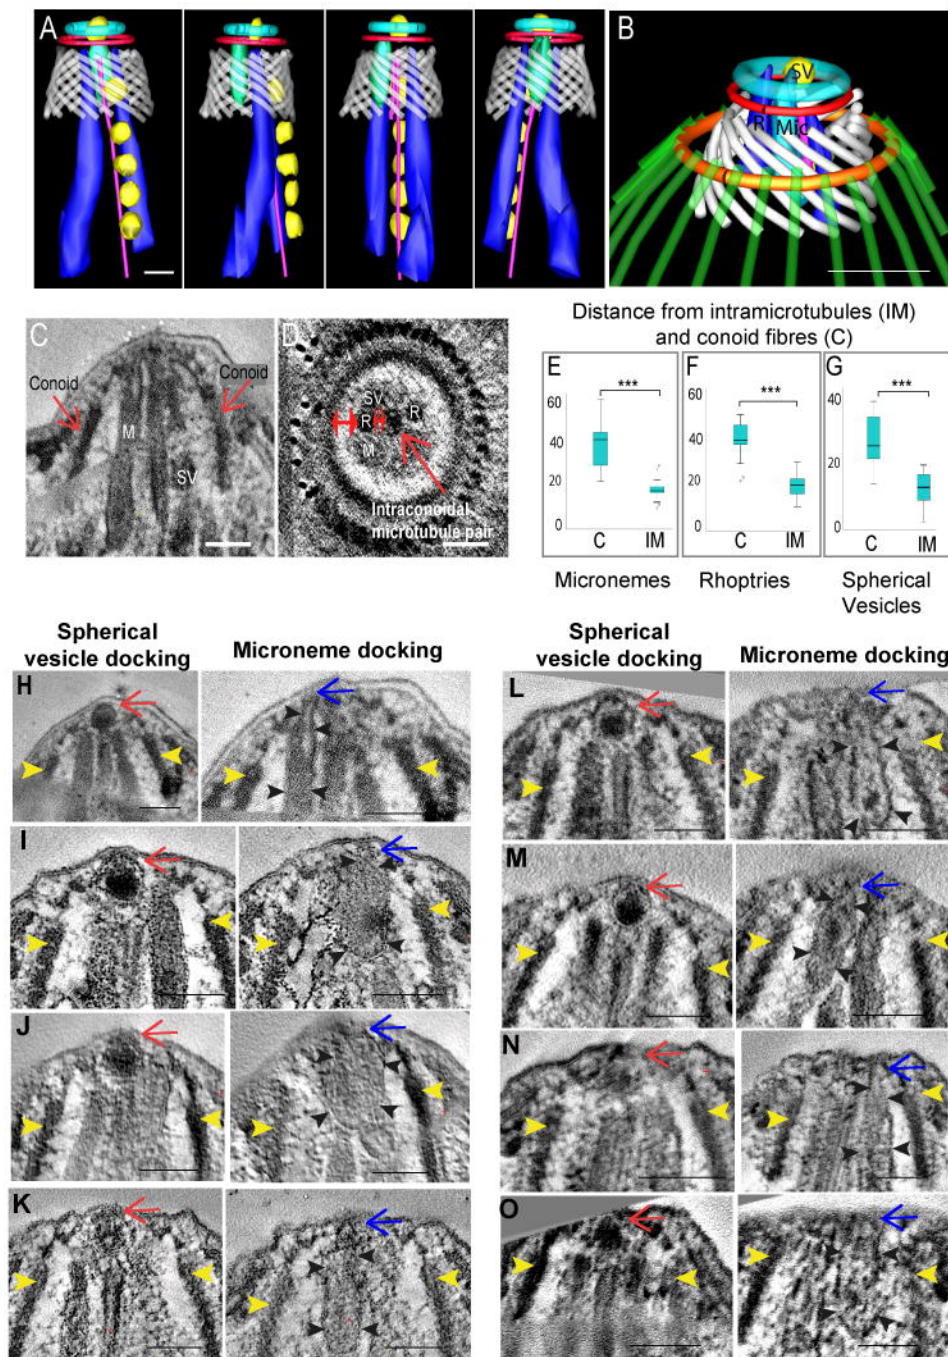 A
B
SV
R
Mic
C
Conoid
Conoid
M
SV
D
SV
R
R
M
Intraconoidal
microtubule pair
Distance from intramicrotubules (IM)
and conoid fibres (C)
E
***
60
40
20
0
C
IM
F
***
60
40
20
0
C
IM
G
***
40
20
0
C
IM
Micronemes
Rhoptries
Spherical
Vesicles
Spherical
vesicle docking
Microneme docking
Spherical
vesicle docking
Microneme docking
H
I
J
K
L
M
N
O